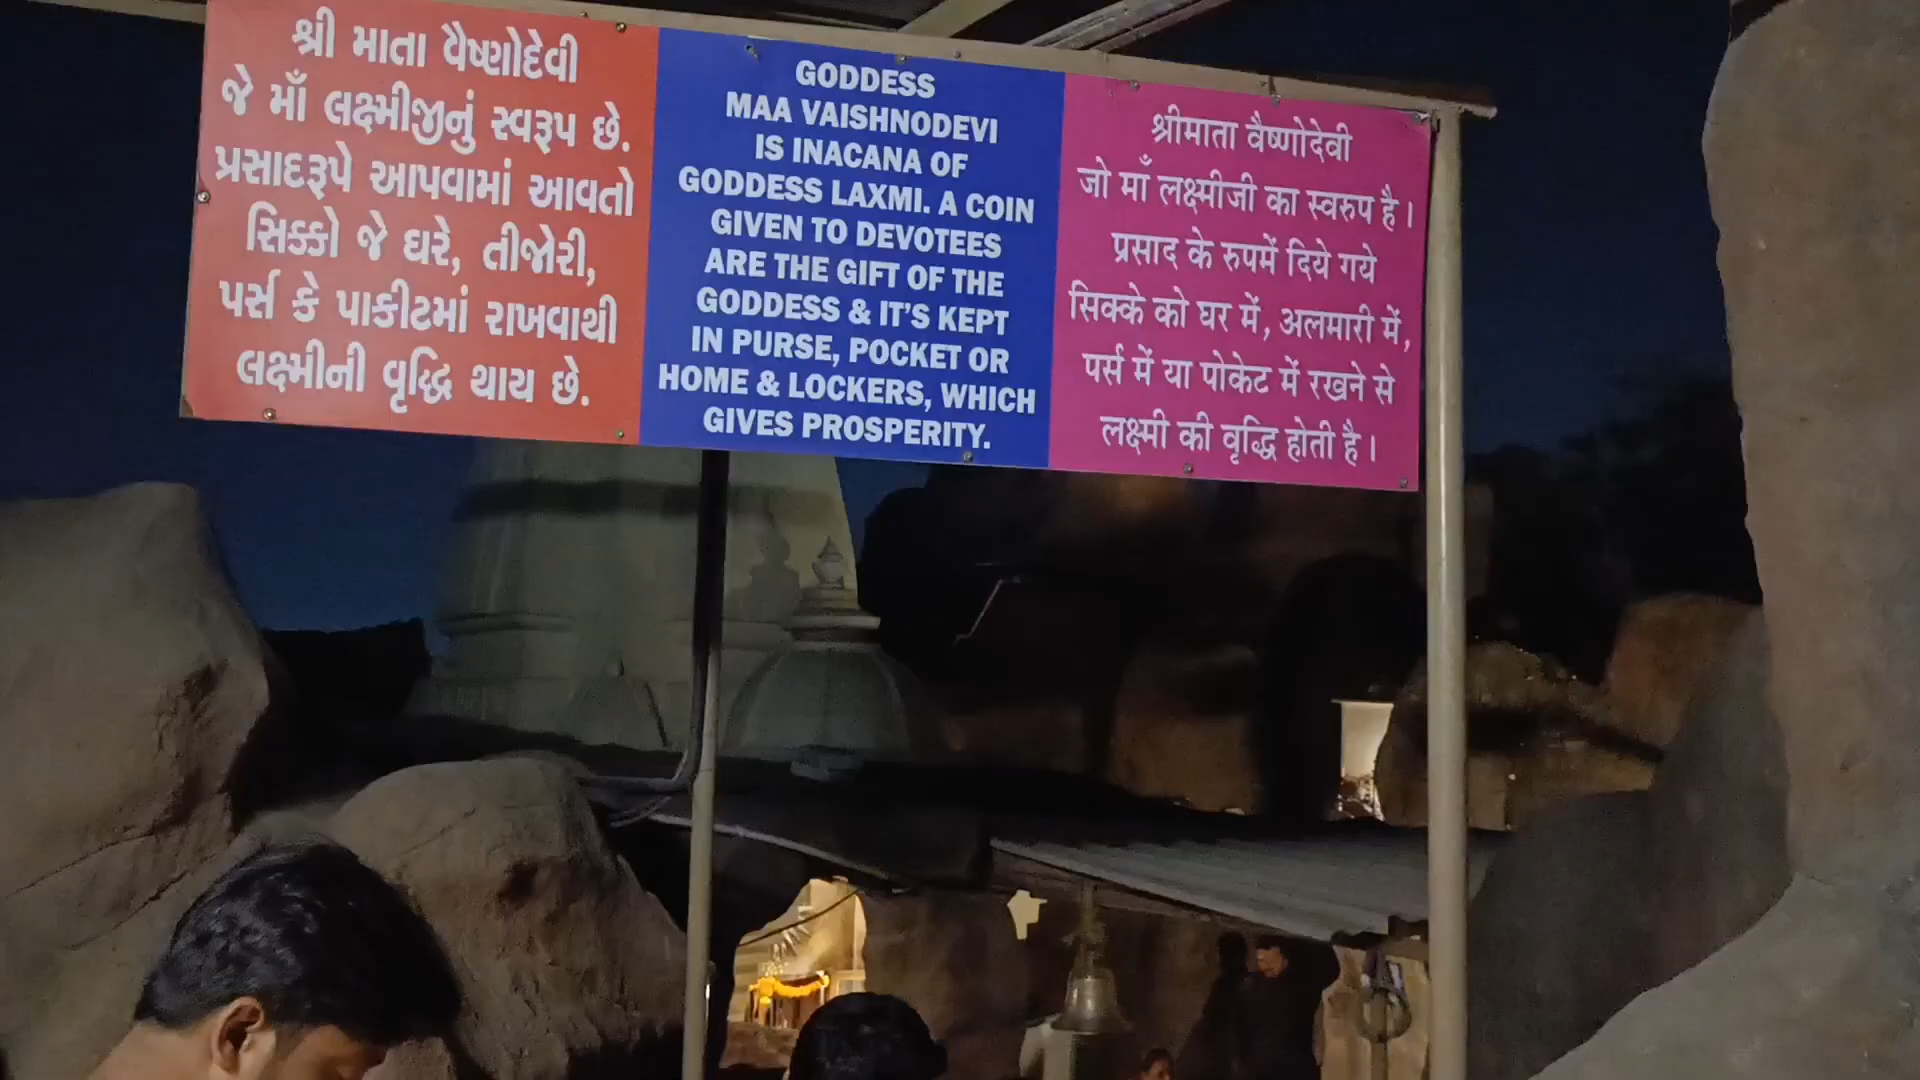 શ્રી માતા વૈષ્ણોદેવી
જે માઁ લક્ષ્મીજીનું સ્વરૂપ છે.
પ્રસાદરૂપે આપવામાં આવતો
સિક્કો જે ઘરે, તીજોરી,
પર્સ કે પાકીટમાં રાખવાથી
લક્ષ્મીની વૃદ્ધિ થાય છે.
GODDESS
MAA VAISHNODEVI
IS INACANA OF
GODDESS LAXMI. A COIN
GIVEN TO DEVOTEES
ARE THE GIFT OF THE
GODDESS & IT'S KEPT
IN PURSE, POCKET OR
HOME & LOCKERS, WHICH
GIVES PROSPERITY.
श्रीमाता वैष्णोदेवी
जो माँ लक्ष्मीजी का स्वरुप है।
प्रसाद के रुपमें दिये गये
सिक्के को घर में, अलमारी में,
पर्स में या पोकेट में रखने से
लक्ष्मी की वृद्धि होती है।